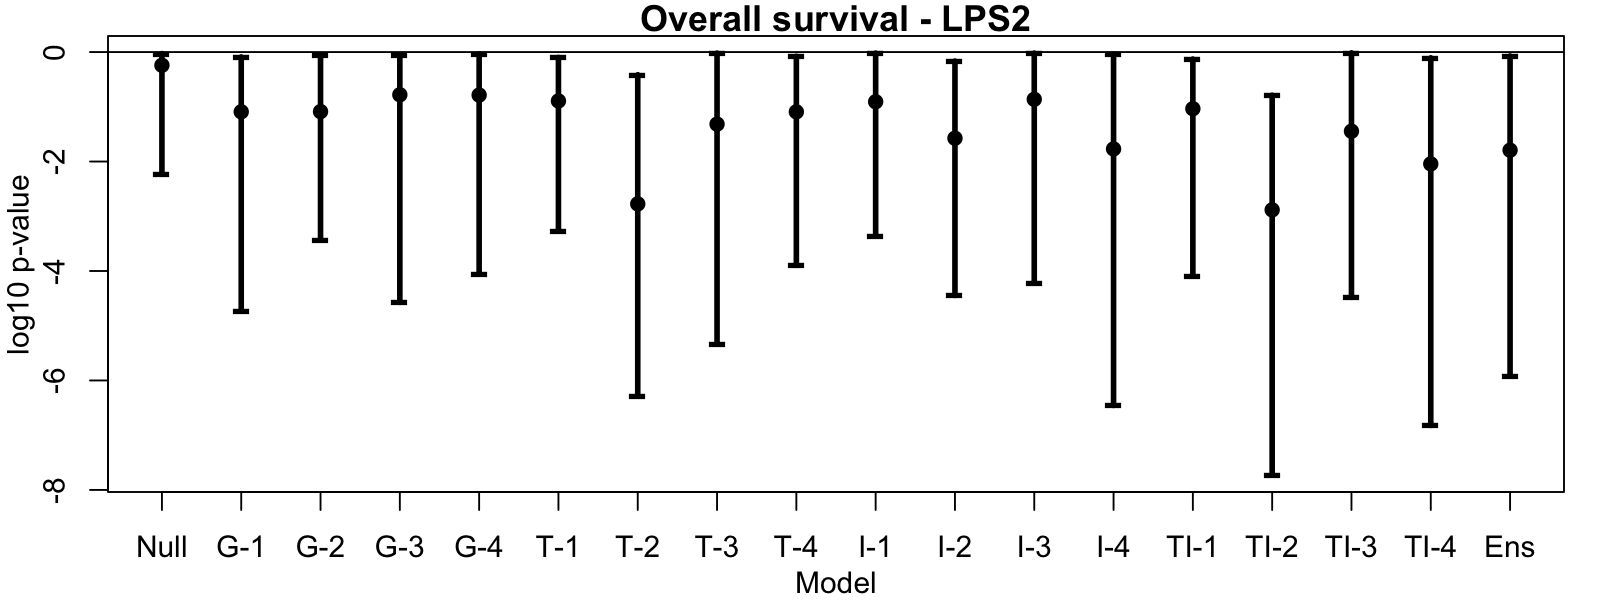 Overall survival - LPS2
log10 p-value
0
-2
-4
-6
-8
Null G-1 G-2 G-3 G-4 T-1 T-2 T-3 T-4 I-1 I-2 I-3 I-4 TI-1 TI-2 TI-3 TI-4 Ens
Model